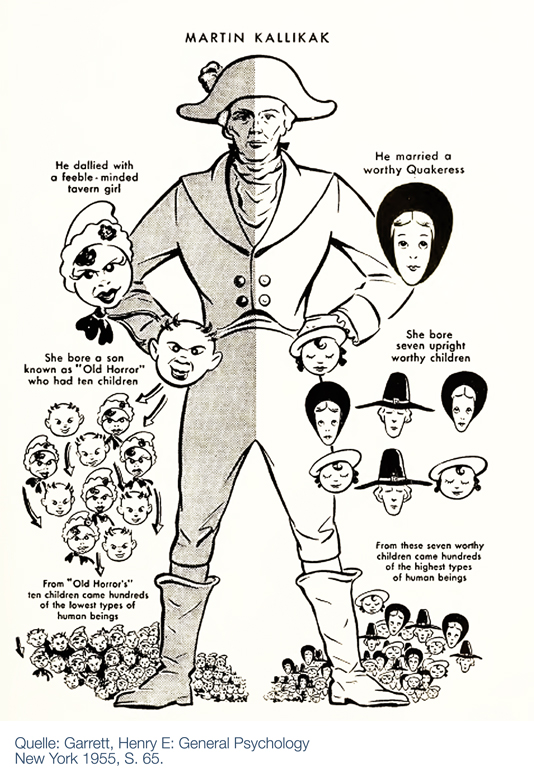 MARTIN KALLIKAK
He dallied with
a feeble-minded
tavern girl
He married a
worthy Quakeress
She bore a son
known as "Old Horror"
who had ten children
She bore
seven upright
worthy children
From "Old Horror's"
ten children came hundreds
of the lowest types of
human beings
From these seven worthy
children came hundreds
of the highest types
of human beings
Quelle: Garrett, Henry E: General Psychology
New York 1955, S. 65.